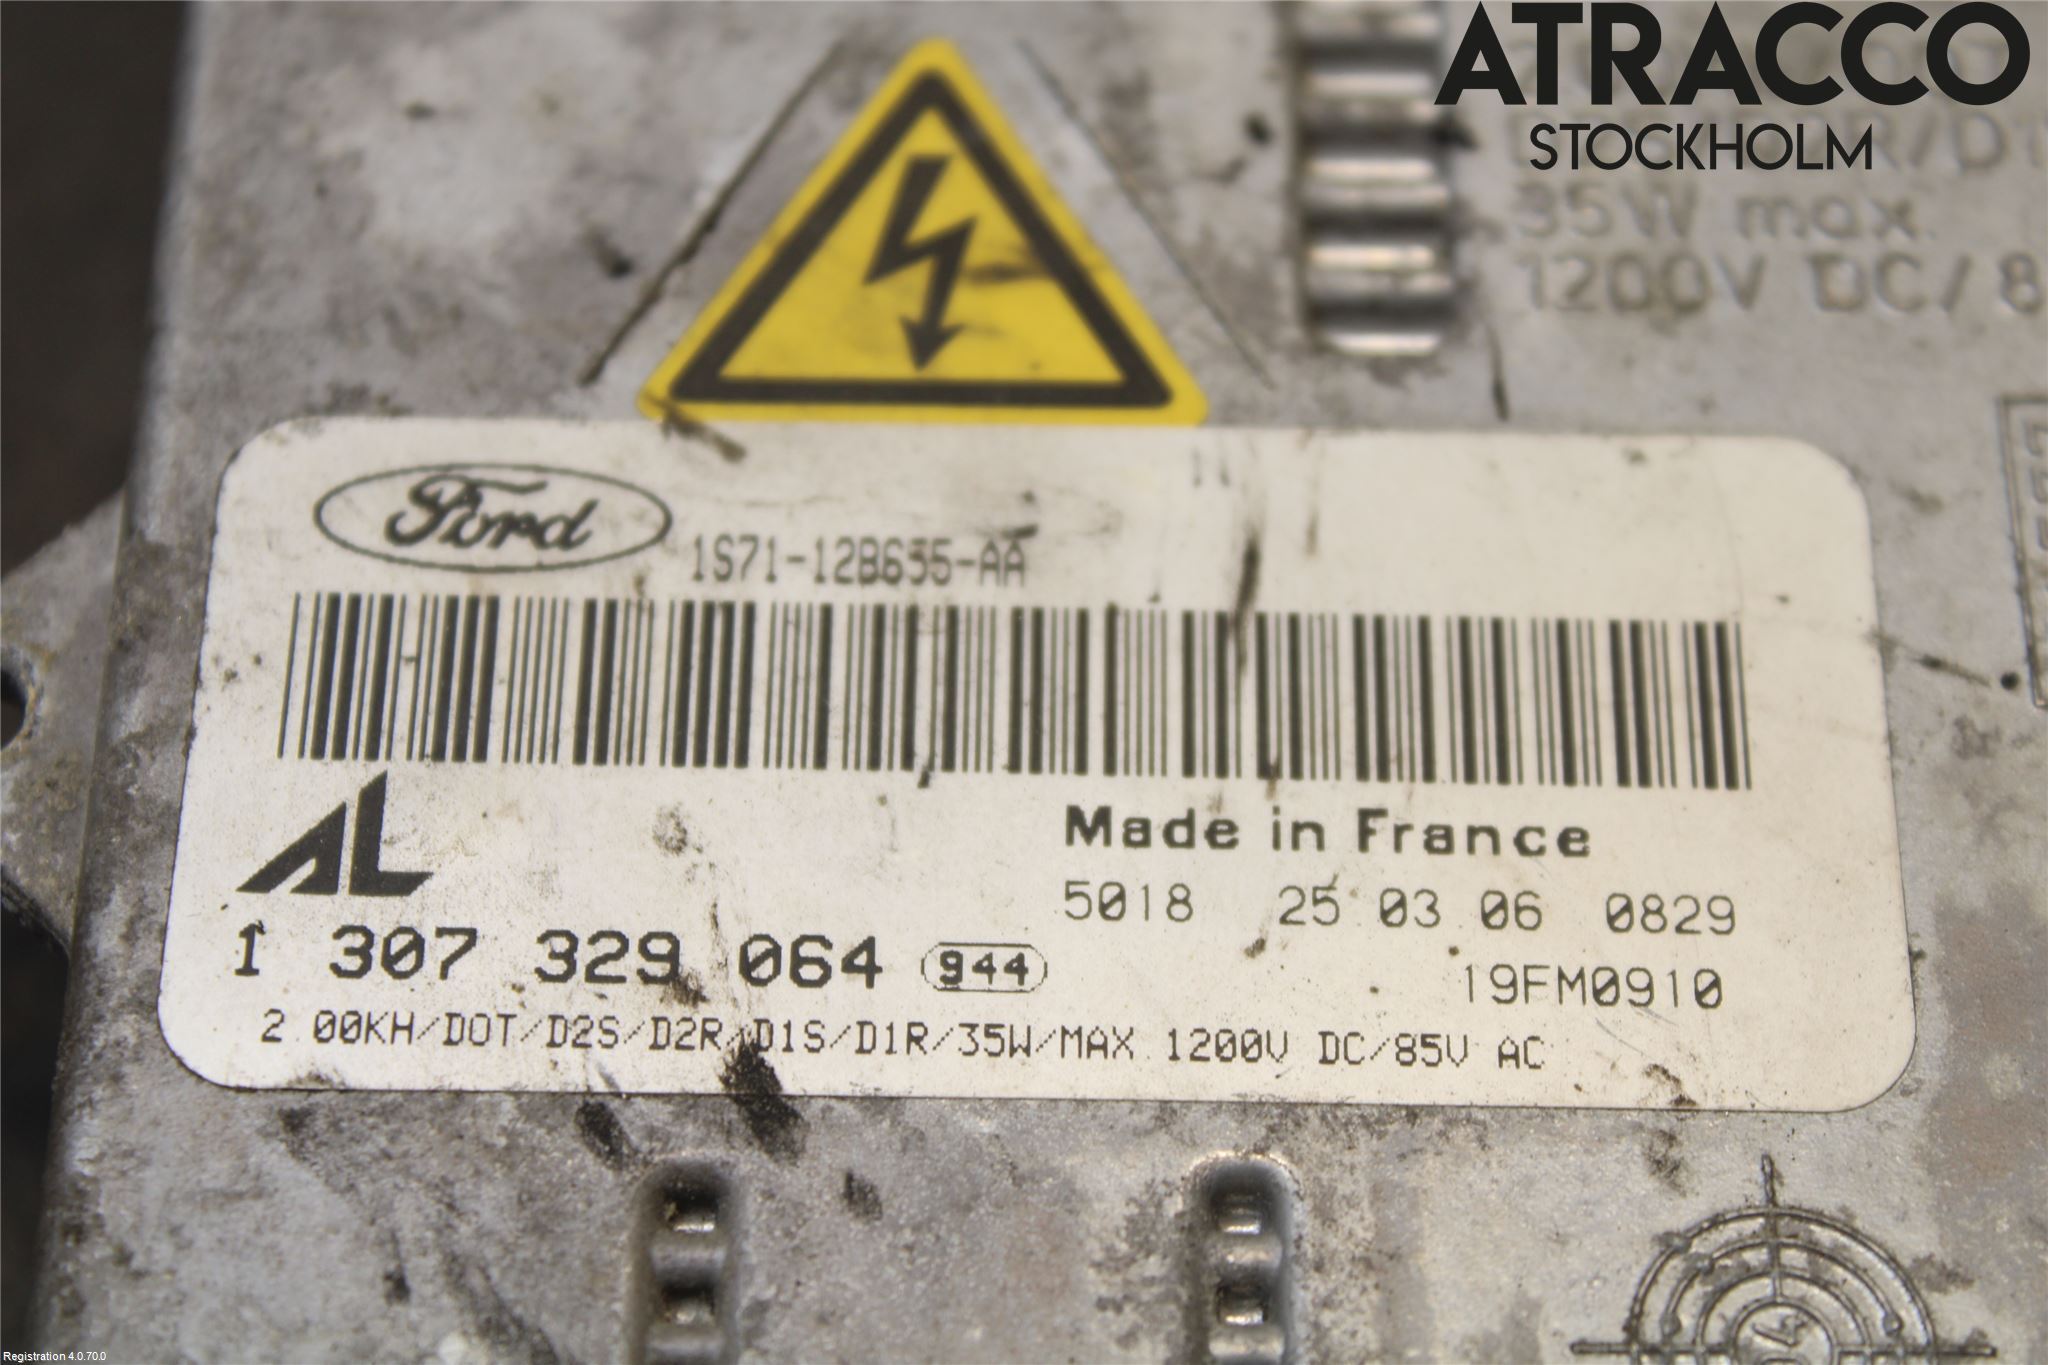 ATRACCO
STOCKHOLM
35W max.
1200V DC/ 8
Ford
1S71-12B635-AA
AL
Made in France
5018 25 03 06 0829
1 307 329 064 944
19FM0910
2 00KH/DOT/D2S/D2R/D1S/D1R/35W/MAX 1200V DC/85V AC
Registration 4.0.70.0